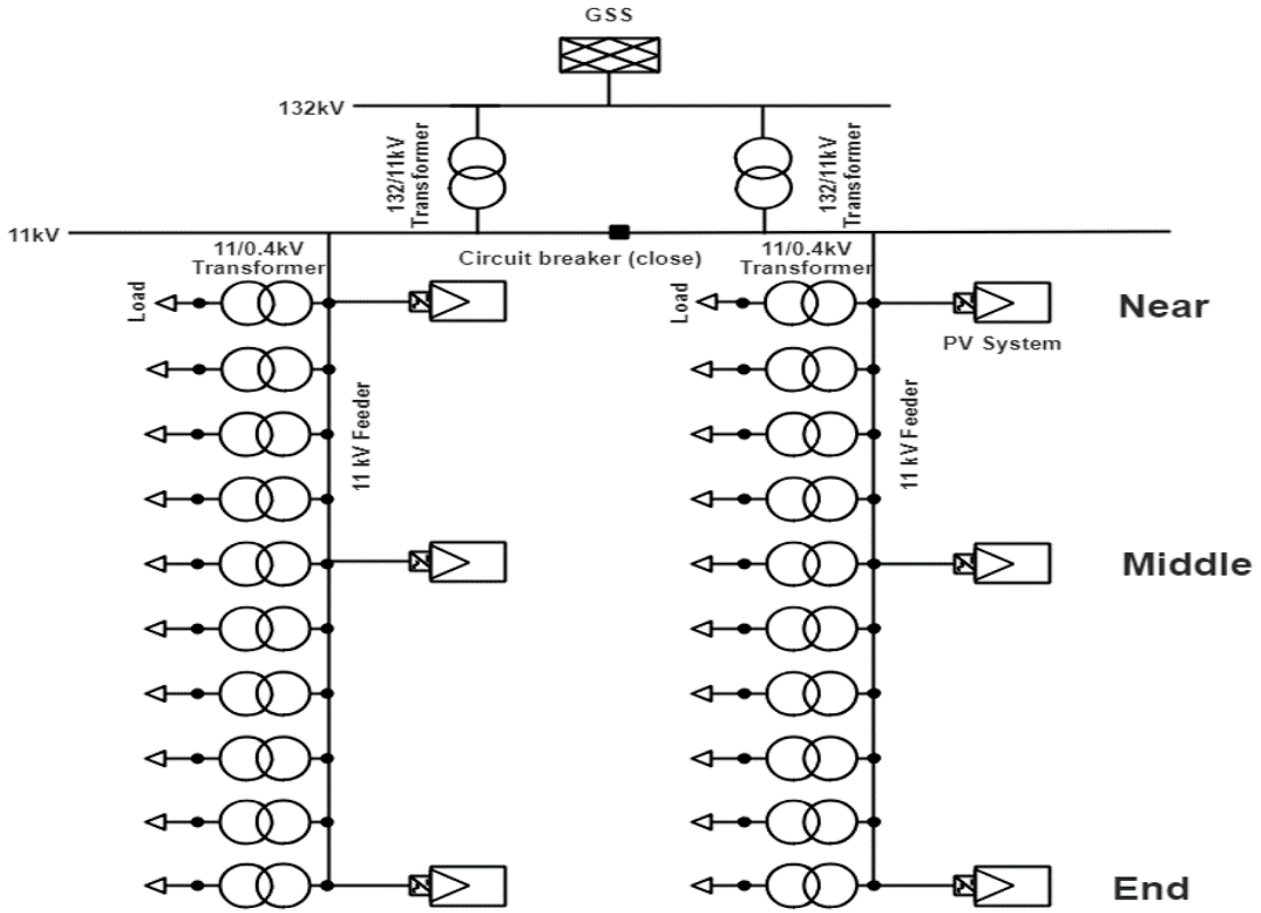 GSS
132kV
132/11kV
Transformer
132/11kV
Transformer
11kV
11/0.4kV
Transformer
Circuit breaker (close)
11/0.4kV
Transformer
Load
Load
Near
PV System
11 kV Feeder
11 kV Feeder
Middle
End